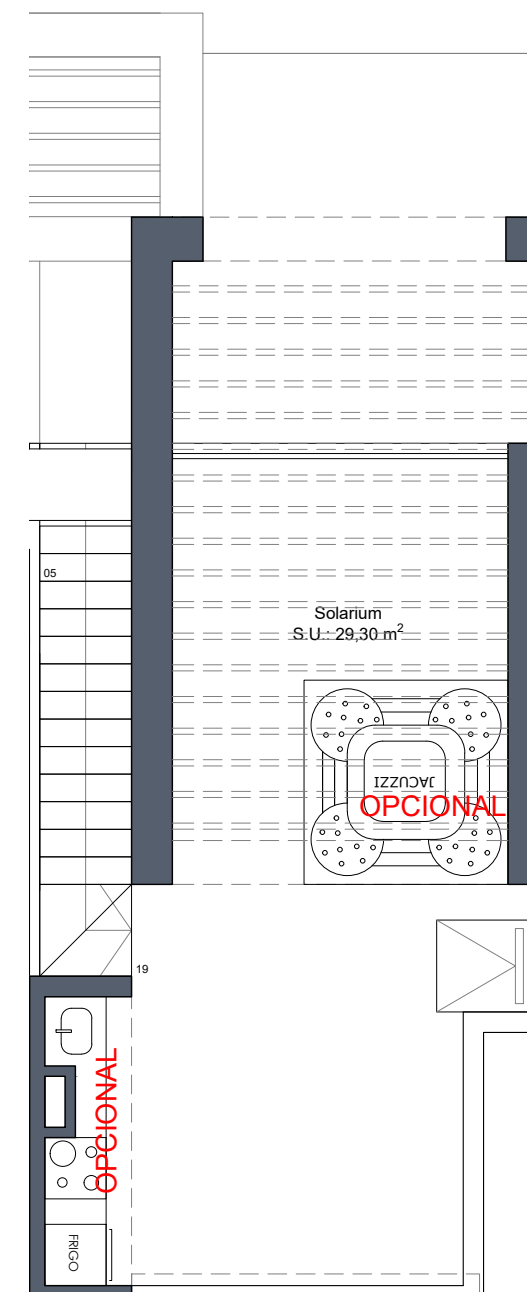 05
Solarium
S.U.: 29,30 m²
JACUZZI
OPCIONAL
19
OPCIONAL
FRIGO